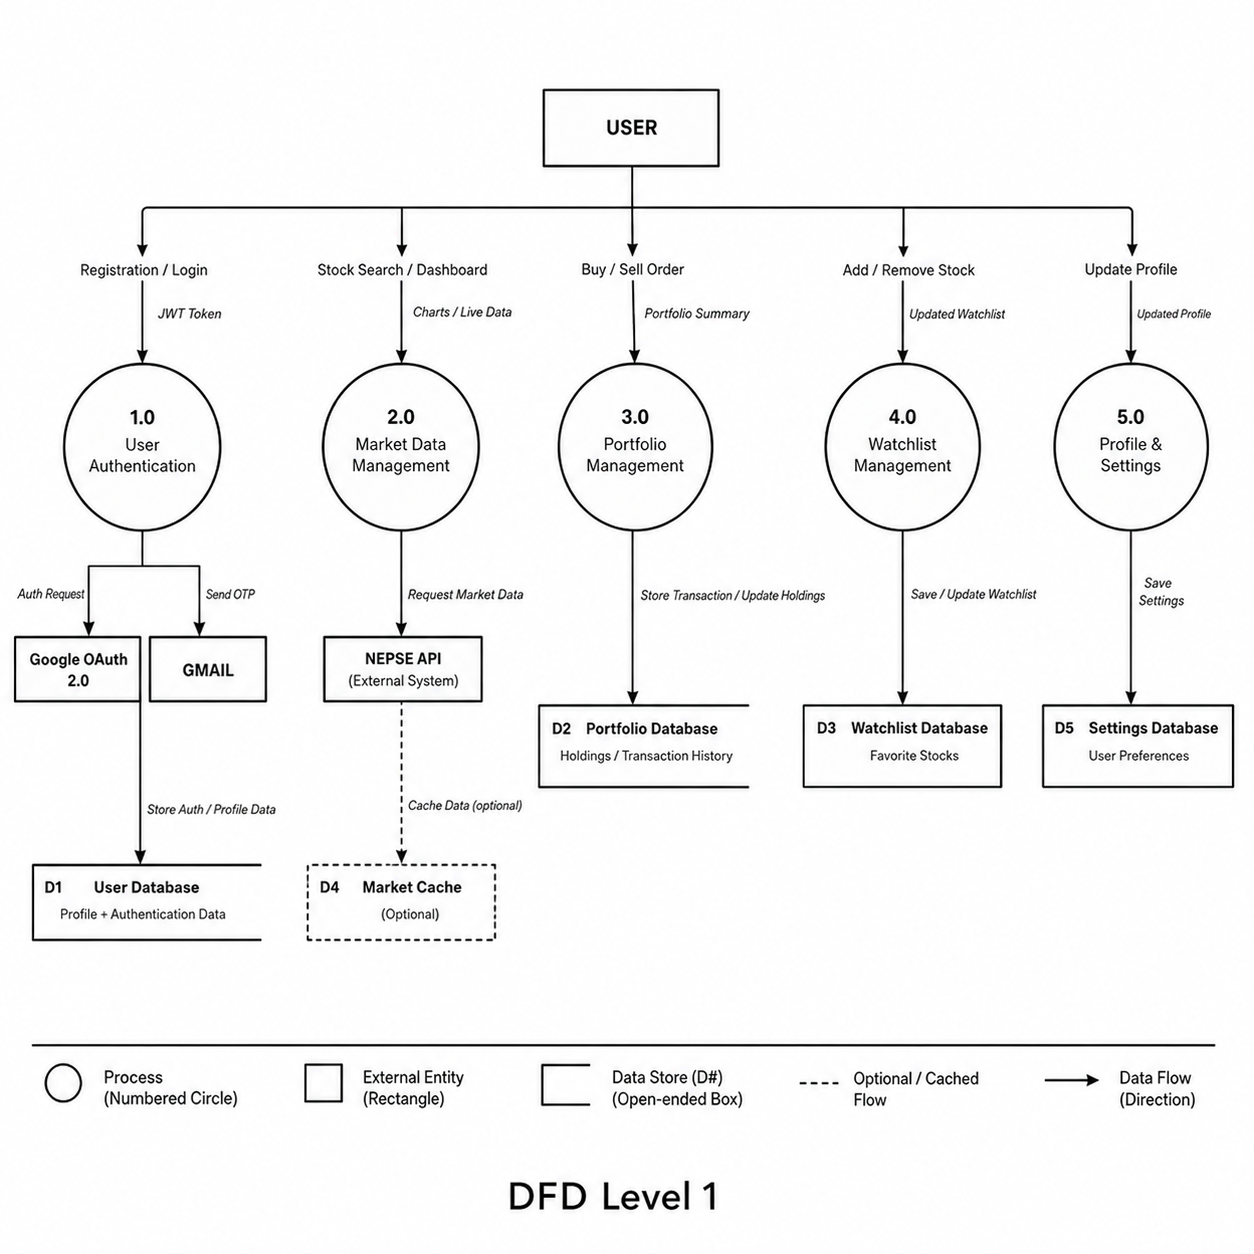 USER
Registration / Login
Stock Search / Dashboard
Buy / Sell Order
Add / Remove Stock
Update Profile
JWT Token
Charts / Live Data
Portfolio Summary
Updated Watchlist
Updated Profile
1.0
User
Authentication
2.0
Market Data
Management
3.0
Portfolio
Management
4.0
Watchlist
Management
5.0
Profile &
Settings
Auth Request
Send OTP
Request Market Data
Store Transaction / Update Holdings
Save / Update Watchlist
Save
Settings
Google OAuth
2.0
GMAIL
NEPSE API
(External System)
D2 Portfolio Database
Holdings / Transaction History
D3 Watchlist Database
Favorite Stocks
D5 Settings Database
User Preferences
Store Auth / Profile Data
Cache Data (optional)
D1 User Database
Profile + Authentication Data
D4 Market Cache
(Optional)
Process
(Numbered Circle)
External Entity
(Rectangle)
Data Store (D#)
(Open-ended Box)
Optional / Cached
Flow
Data Flow
(Direction)
DFD Level 1